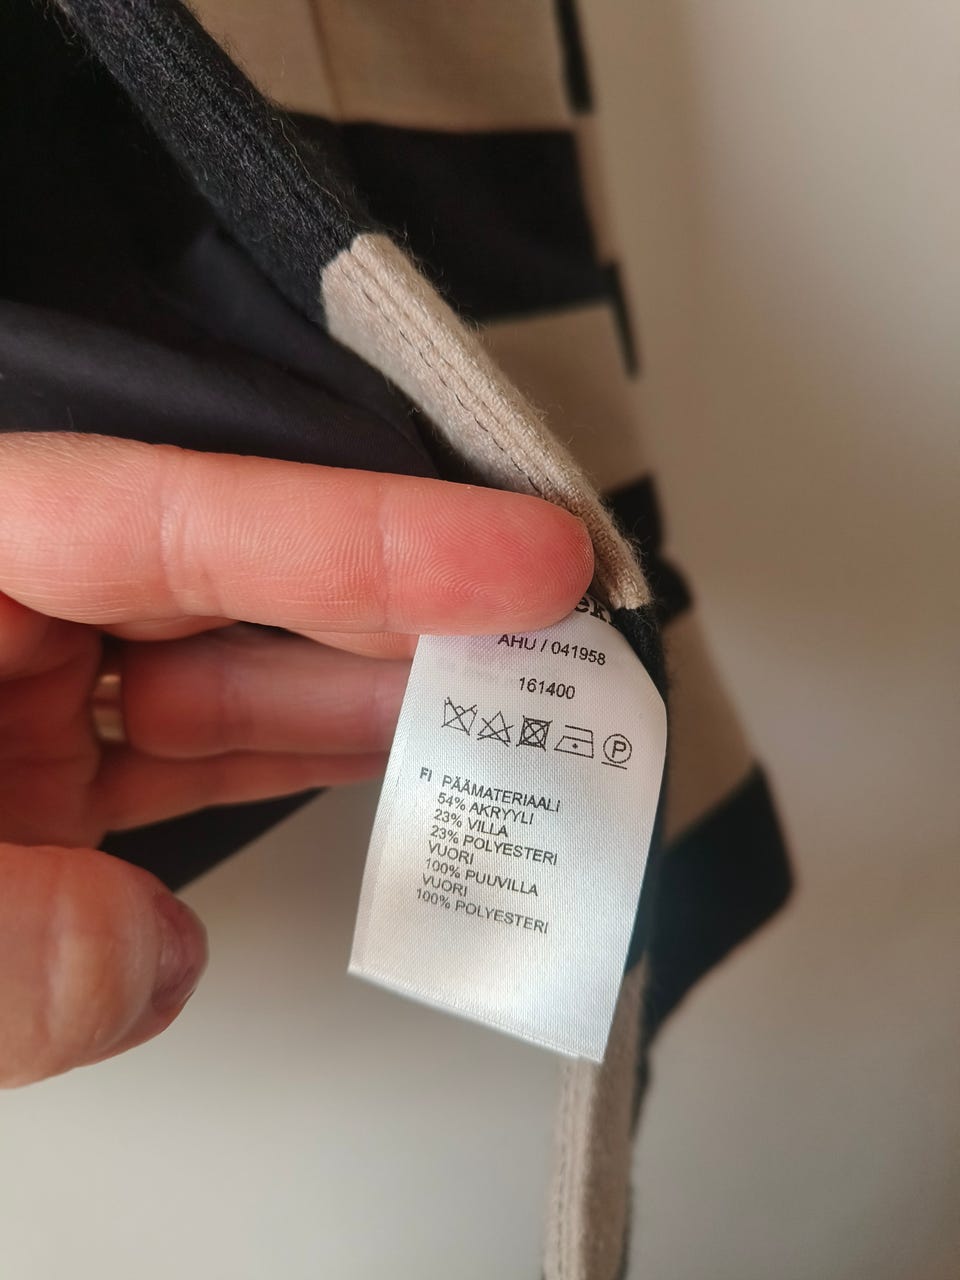 AHU / 041958
161400
P
FI PÄÄMATERIAALI
54% AKRYYLI
23% VILLA
23% POLYESTERI
VUORI
100% PUUVILLA
VUORI
100% POLYESTERI